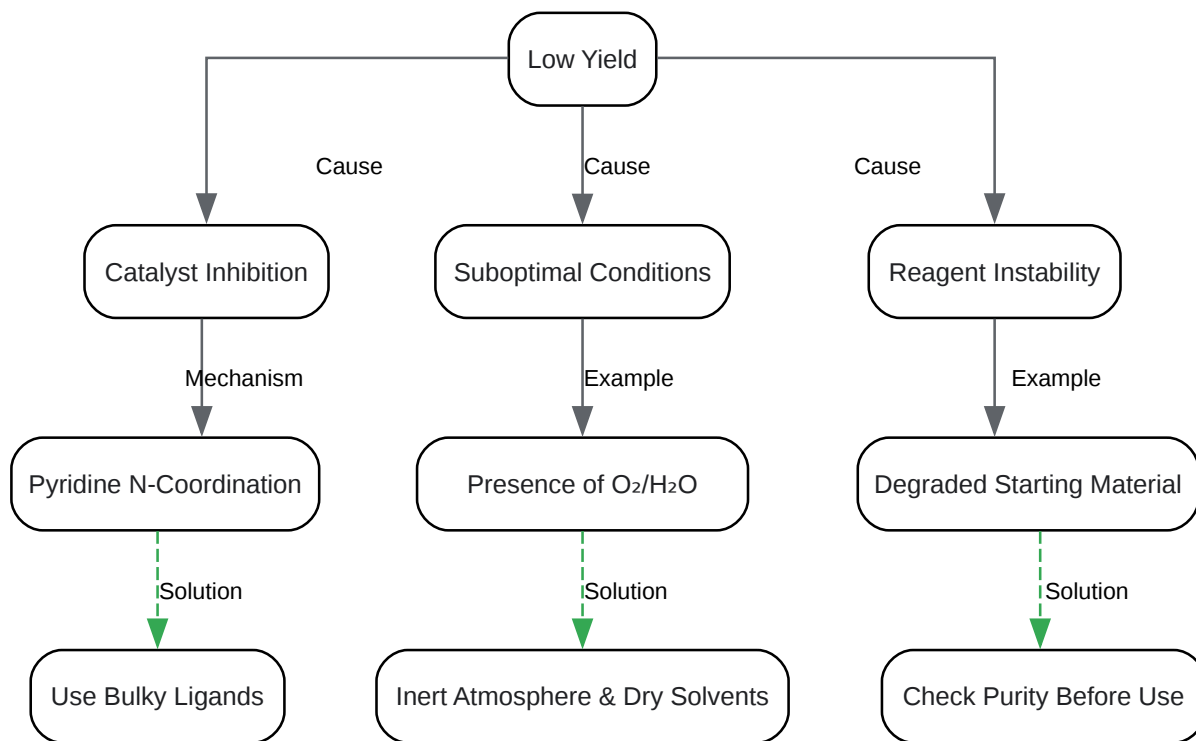 Low Yield
Cause
Cause
Cause
Catalyst Inhibition
Suboptimal Conditions
Reagent Instability
Mechanism
Example
Example
Pyridine N-Coordination
Presence of O₂/H₂O
Degraded Starting Material
Solution
Solution
Solution
Use Bulky Ligands
Inert Atmosphere & Dry Solvents
Check Purity Before Use